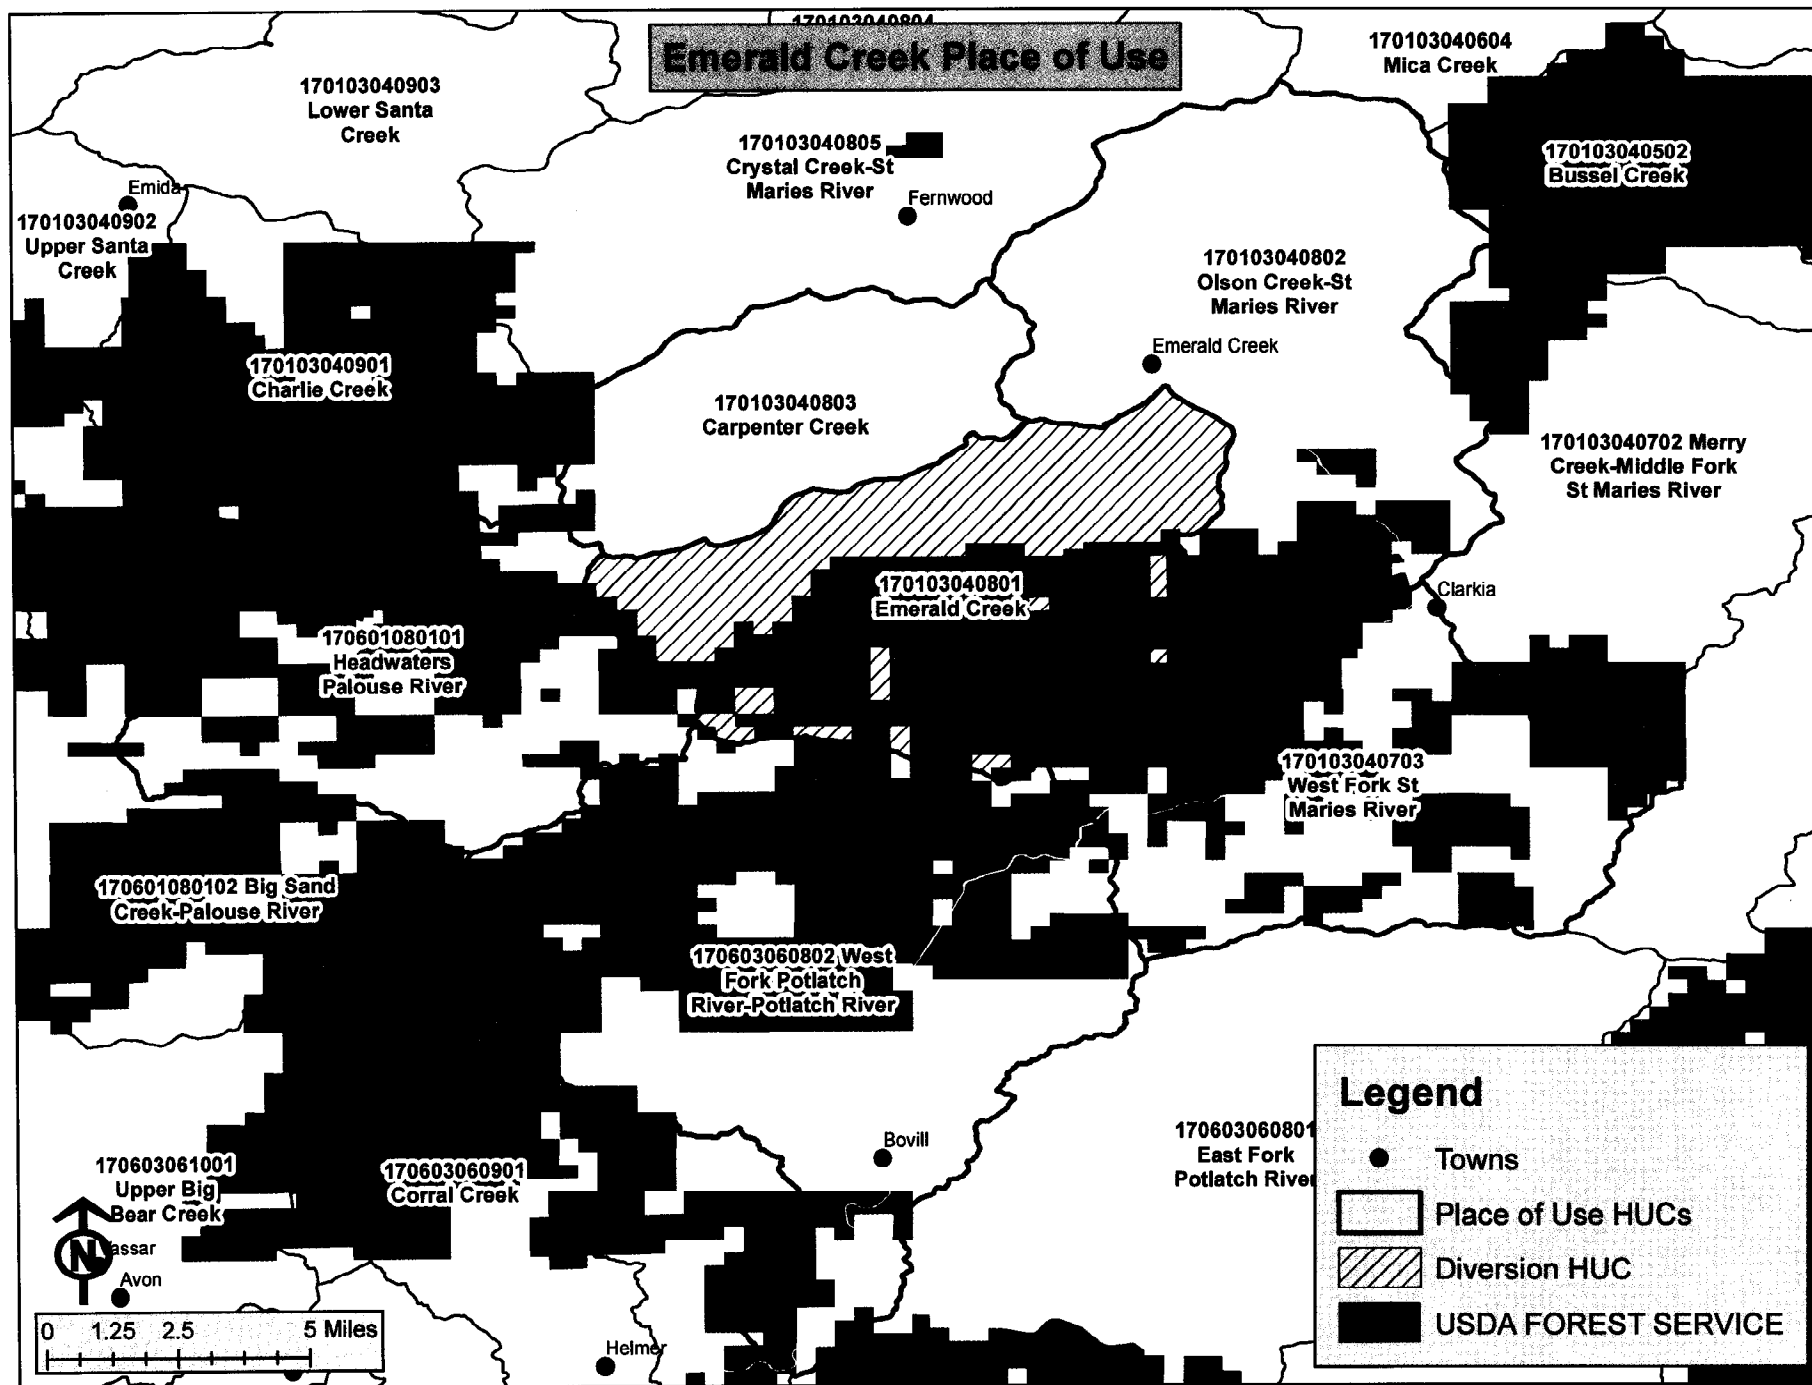 170103040804
Emerald Creek Place of Use
170103040604
Mica Creek
170103040903
Lower Santa
Creek
170103040805
Crystal Creek-St
Maries River
170103040502
Bussel Creek
Emida
Fernwood
170103040902
Upper Santa
Creek
170103040802
Olson Creek-St
Maries River
Emerald Creek
170103040901
Charlie Creek
170103040803
Carpenter Creek
170103040702 Merry
Creek-Middle Fork
St Maries River
170103040801
Emerald Creek
Clarkia
170601080101
Headwaters
Palouse River
170103040703
West Fork St
Maries River
170601080102 Big Sand
Creek-Palouse River
170603060802 West
Fork Potlatch
River-Potlatch River
Bovill
170603060801
East Fork
Potlatch River
170603061001
Upper Big
Bear Creek
170603060901
Corral Creek
N
assar
Avon
Helmer
0 1.25 2.5 5 Miles
Legend
Towns
Place of Use HUCs
Diversion HUC
USDA FOREST SERVICE